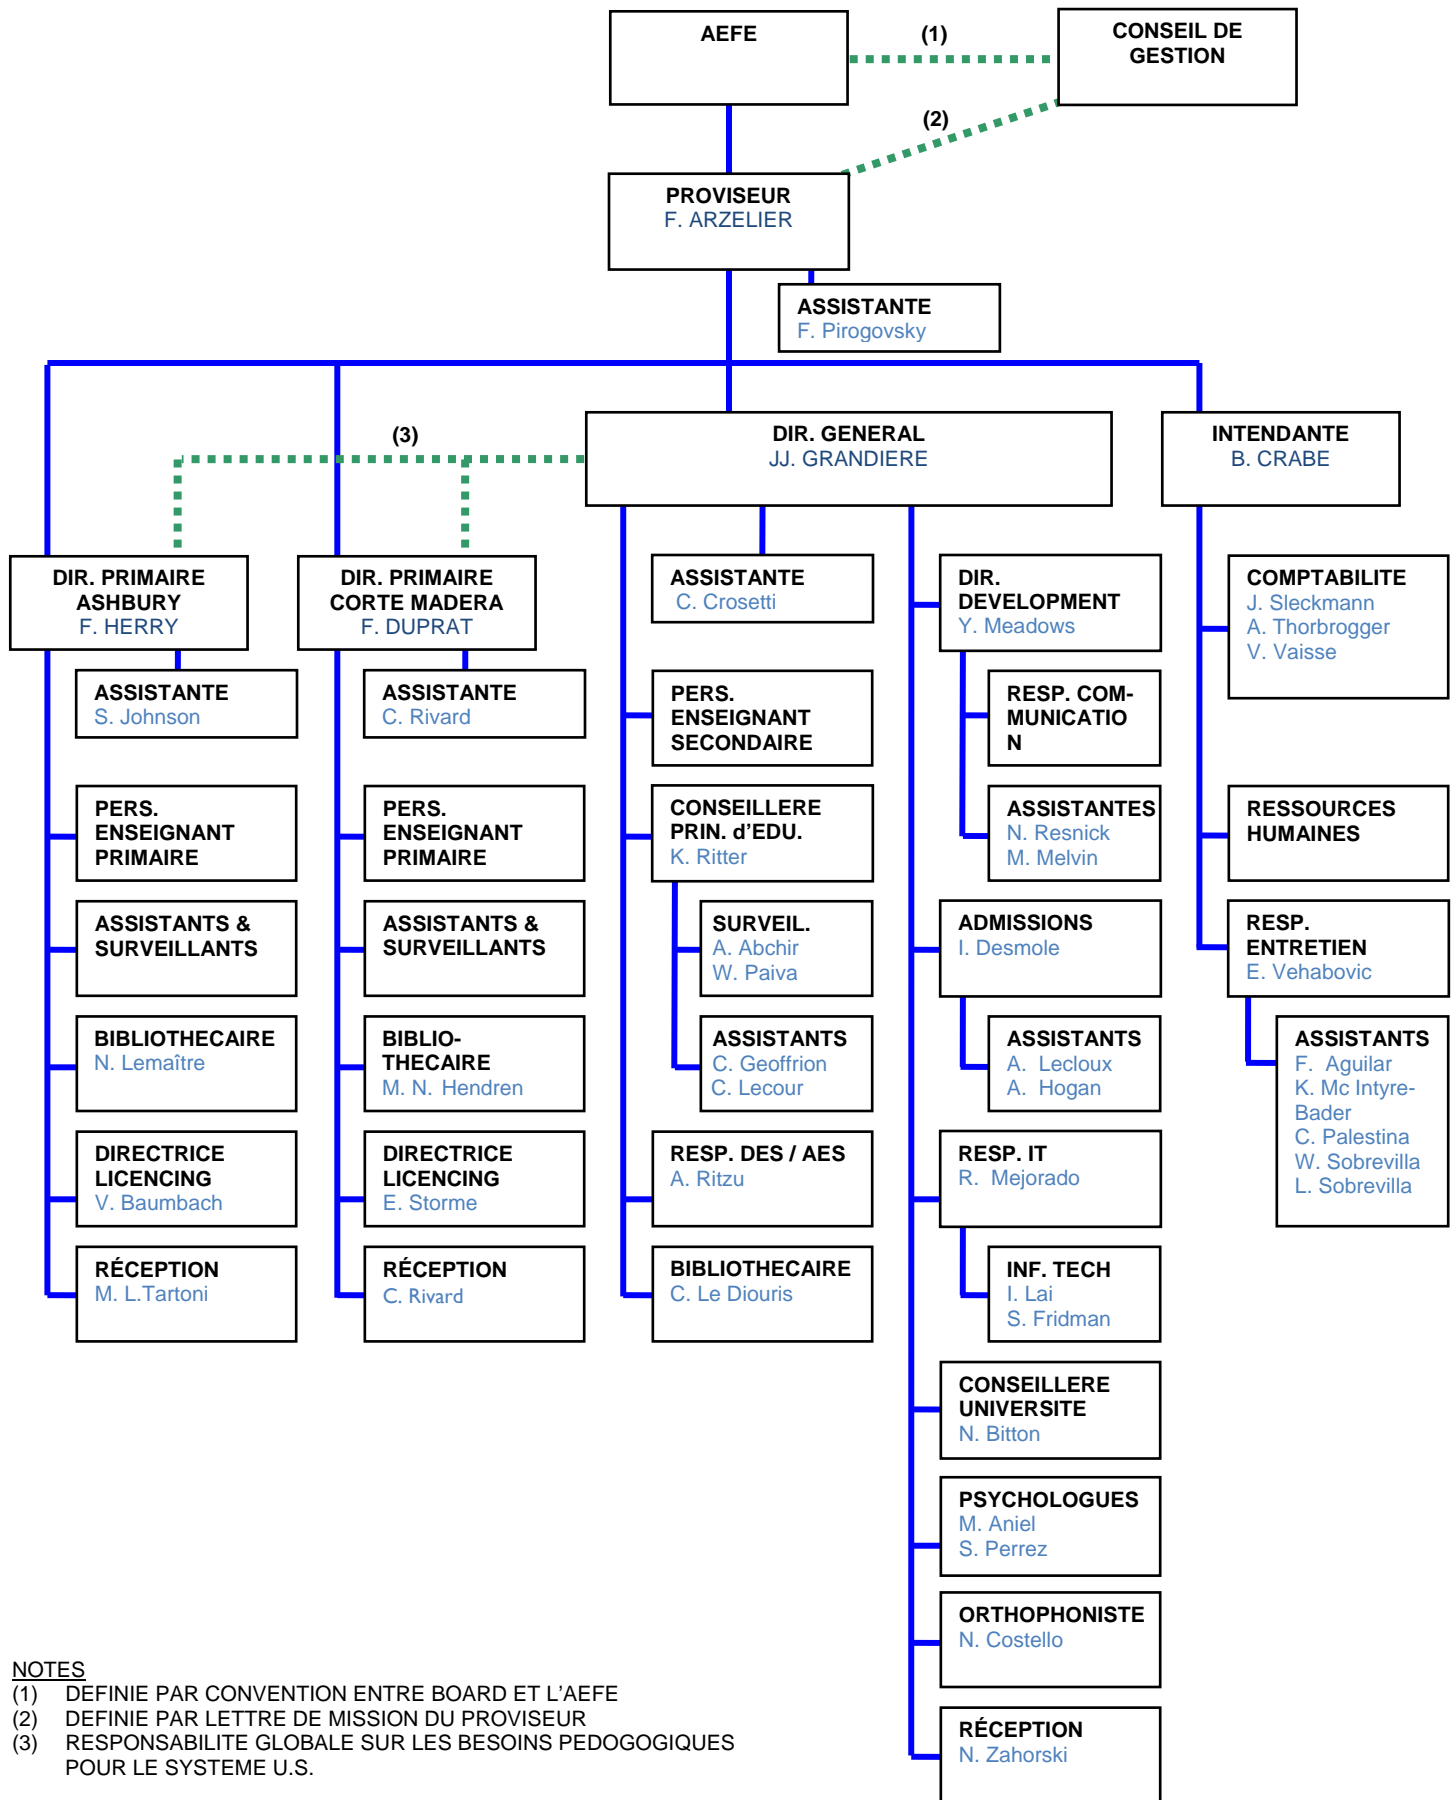 AEFE
(1)
CONSEIL DE
GESTION
(2)
PROVISEUR
F. ARZELIER
ASSISTANTE
F. Pirogovsky
(3)
DIR. GENERAL
JJ. GRANDIERE
INTENDANTE
B. CRABE
DIR. PRIMAIRE
ASHBURY
F. HERRY
ASSISTANTE
S. Johnson
PERS.
ENSEIGNANT
PRIMAIRE
ASSISTANTS &
SURVEILLANTS
BIBLIOTHECAIRE
N. Lemaître
DIRECTRICE
LICENCING
V. Baumbach
RÉCEPTION
M. L.Tartoni
DIR. PRIMAIRE
CORTE MADERA
F. DUPRAT
ASSISTANTE
C. Rivard
PERS.
ENSEIGNANT
PRIMAIRE
ASSISTANTS &
SURVEILLANTS
BIBLIO-
THECAIRE
M. N. Hendren
DIRECTRICE
LICENCING
E. Storme
RÉCEPTION
C. Rivard
ASSISTANTE
C. Crosetti
PERS.
ENSEIGNANT
SECONDAIRE
CONSEILLERE
PRIN. d'EDU.
K. Ritter
SURVEIL.
A. Abchir
W. Paiva
ASSISTANTS
C. Geoffrion
C. Lecour
RESP. DES / AES
A. Ritzu
BIBLIOTHECAIRE
C. Le Diouris
DIR.
DEVELOPMENT
Y. Meadows
RESP. COM-
MUNICATIO
N
ASSISTANTES
N. Resnick
M. Melvin
ADMISSIONS
I. Desmole
ASSISTANTS
A. Lecloux
A. Hogan
RESP. IT
R. Mejorado
INF. TECH
I. Lai
S. Fridman
CONSEILLERE
UNIVERSITE
N. Bitton
PSYCHOLOGUES
M. Aniel
S. Perrez
ORTHOPHONISTE
N. Costello
RÉCEPTION
N. Zahorski
COMPTABILITE
J. Sleckmann
A. Thorbrogger
V. Vaisse
RESSOURCES
HUMAINES
RESP.
ENTRETIEN
E. Vehabovic
ASSISTANTS
F. Aguilar
K. Mc Intyre-
Bader
C. Palestina
W. Sobrevilla
L. Sobrevilla
NOTES
(1) DEFINIE PAR CONVENTION ENTRE BOARD ET L'AEFE
(2) DEFINIE PAR LETTRE DE MISSION DU PROVISEUR
(3) RESPONSABILITE GLOBALE SUR LES BESOINS PEDOGOGIQUES
POUR LE SYSTEME U.S.